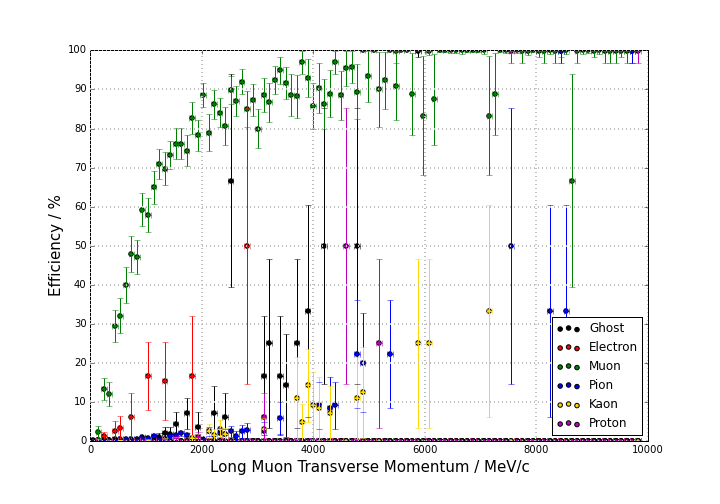 100
90
80
70
60
50
40
30
20
10
0
Efficiency / %
0 2000 4000 6000 8000 10000
Long Muon Transverse Momentum / MeV/c
Ghost
Electron
Muon
Pion
Kaon
Proton